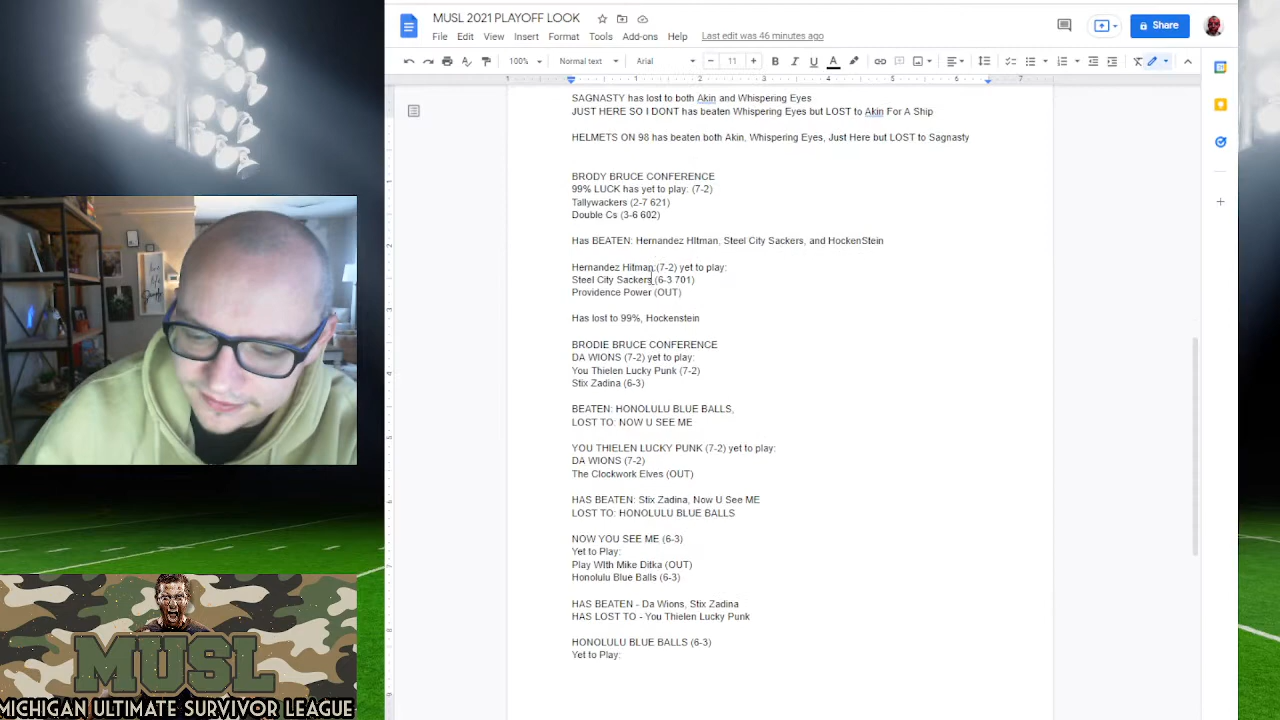 MUSL 2021 PLAYOFF LOOK
File Edit View Insert Format Tools Add-ons Help Last edit was 46 minutes ago
Share
100% Normal text Arial 11
SAGNASTY has lost to both Akin and Whispering Eyes
JUST HERE SO I DONT has beaten Whispering Eyes but LOST to Akin For A Ship
HELMETS ON 98 has beaten both Akin, Whispering Eyes, Just Here but LOST to Sagnasty
BRODY BRUCE CONFERENCE
99% LUCK has yet to play: (7-2)
Tallywackers (2-7 621)
Double Cs (3-6 602)
Has BEATEN: Hernandez HItman, Steel City Sackers, and HockenStein
Hernandez Hitman (7-2) yet to play:
Steel City Sackers (6-3 701)
Providence Power (OUT)
Has lost to 99%, Hockenstein
BRODIE BRUCE CONFERENCE
DA WIONS (7-2) yet to play:
You Thielen Lucky Punk (7-2)
Stix Zadina (6-3)
BEATEN: HONOLULU BLUE BALLS,
LOST TO: NOW U SEE ME
YOU THIELEN LUCKY PUNK (7-2) yet to play:
DA WIONS (7-2)
The Clockwork Elves (OUT)
HAS BEATEN: Stix Zadina, Now U See ME
LOST TO: HONOLULU BLUE BALLS
NOW YOU SEE ME (6-3)
Yet to Play:
Play WIth Mike Ditka (OUT)
Honolulu Blue Balls (6-3)
HAS BEATEN - Da Wions, Stix Zadina
HAS LOST TO - You Thielen Lucky Punk
HONOLULU BLUE BALLS (6-3)
Yet to Play:
MUSL
MICHIGAN ULTIMATE SURVIVOR LEAGUE